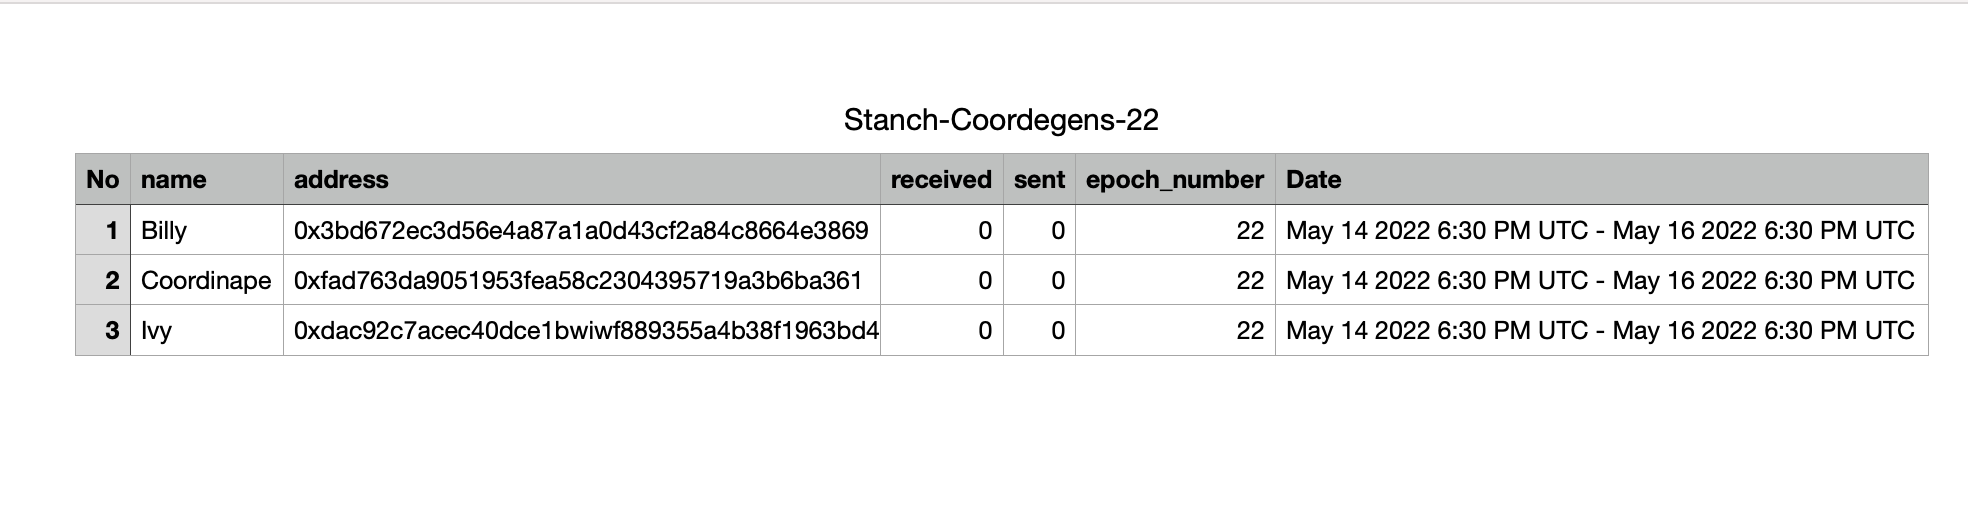 Stanch-Coordegens-22
No name address received sent epoch_number Date
1 Billy 0x3bd672ec3d56e4a87a1a0d43cf2a84c8664e3869 0 0 22 May 14 2022 6:30 PM UTC - May 16 2022 6:30 PM UTC
2 Coordinape 0xfad763da9051953fea58c2304395719a3b6ba361 0 0 22 May 14 2022 6:30 PM UTC - May 16 2022 6:30 PM UTC
3 Ivy 0xdac92c7acec40dce1bwiwf889355a4b38f1963bd4 0 0 22 May 14 2022 6:30 PM UTC - May 16 2022 6:30 PM UTC